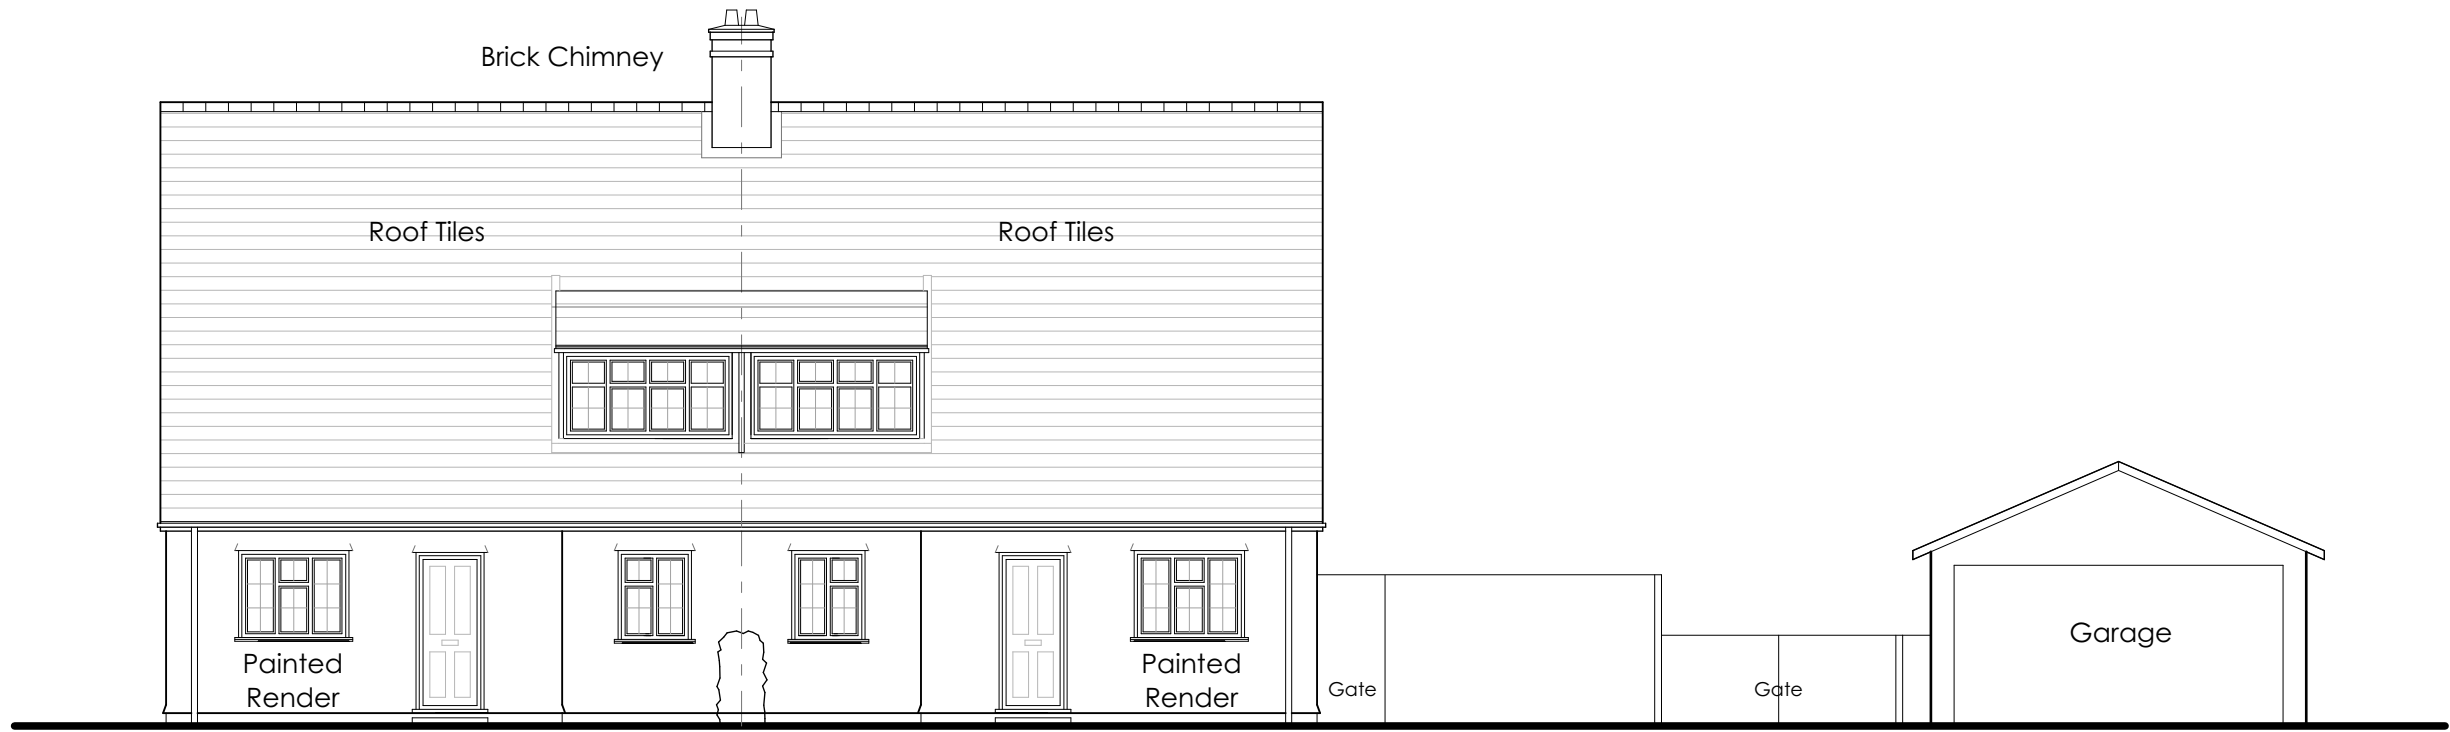 Brick Chimney
Roof Tiles
Roof Tiles
Painted
Render
Painted
Render
Gate
Gate
Garage